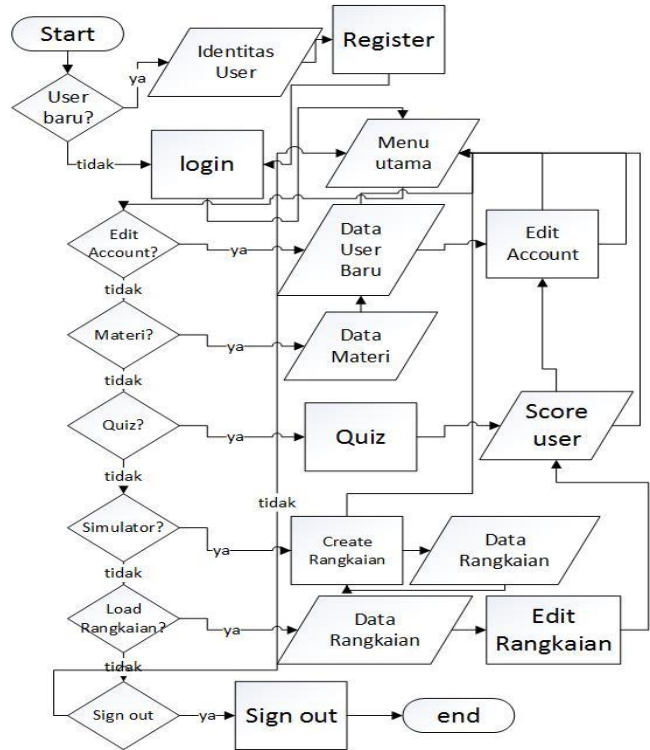 Start
Identitas
User
Register
ya
User
baru?
tidak
login
Menu
utama
Edit
Account?
ya
Data
User
Baru
Edit
Account
tidak
Materi?
ya
Data
Materi
tidak
Quiz?
ya
Quiz
Score
user
tidak
tidak
Simulator?
ya
Create
Rangkaian
Data
Rangkaian
tidak
Load
Rangkaian?
ya
Data
Rangkaian
Edit
Rangkaian
tidak
Sign out
ya
Sign out
end